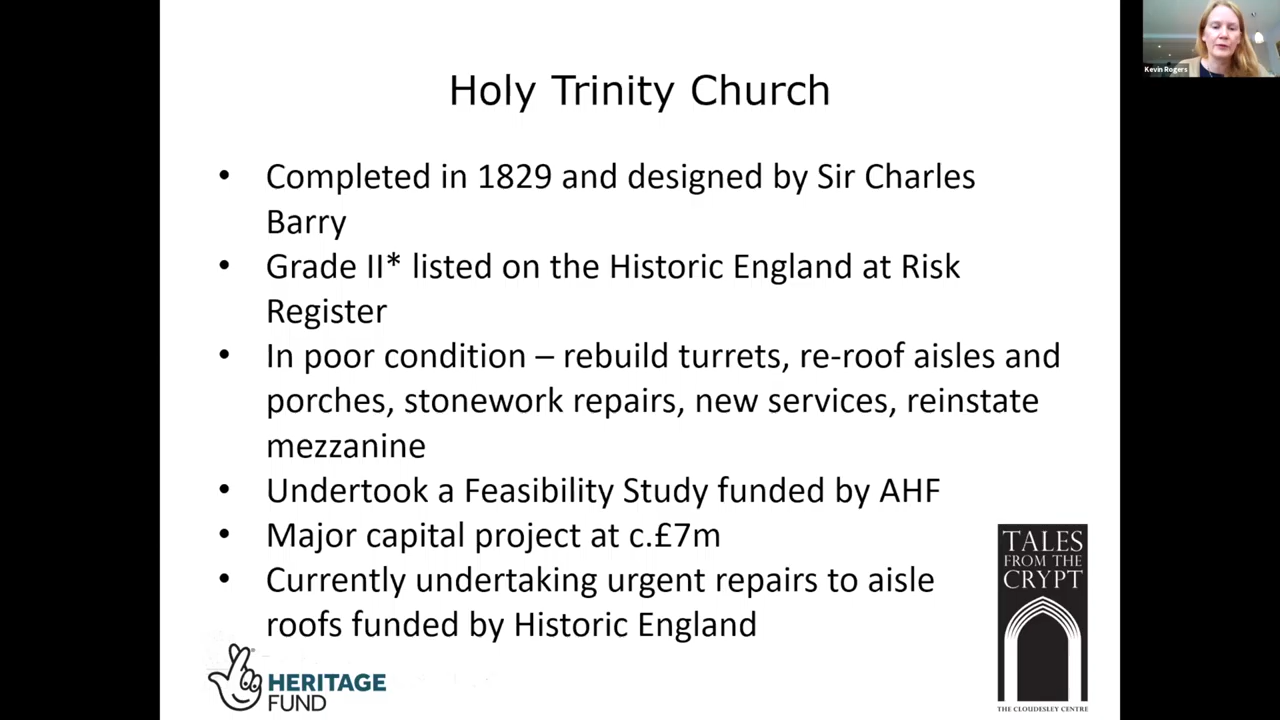 Holy Trinity Church
• Completed in 1829 and designed by Sir Charles
Barry
• Grade II* listed on the Historic England at Risk
Register
• In poor condition – rebuild turrets, re-roof aisles and
porches, stonework repairs, new services, reinstate
mezzanine
• Undertook a Feasibility Study funded by AHF
• Major capital project at c.£7m
• Currently undertaking urgent repairs to aisle
roofs funded by Historic England
HERITAGE
FUND
TALES
FROM THE
CRYPT
THE CLOUDESLEY CENTRE
Kevin Rogers